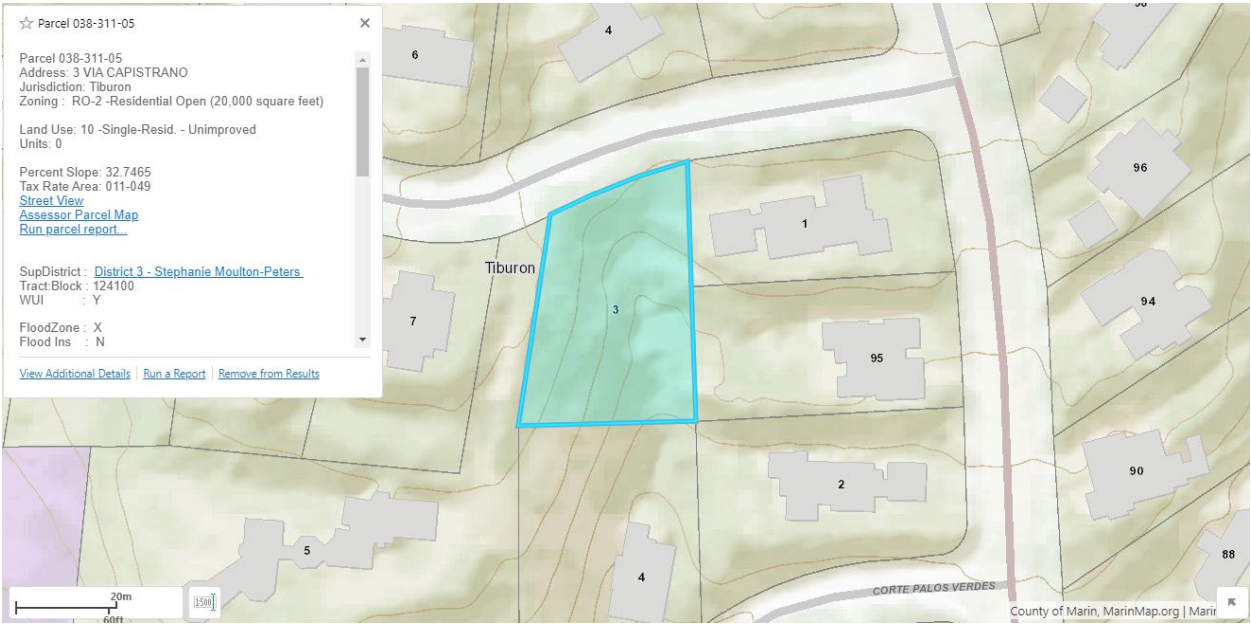 Parcel 038-311-05
Parcel 038-311-05
Address: 3 VIA CAPISTRANO
Jurisdiction: Tiburon
Zoning : RO-2 -Residential Open (20,000 square feet)
Land Use: 10 -Single-Resid. - Unimproved
Units: 0
Percent Slope: 32.7465
Tax Rate Area: 011-049
Street View
Assessor Parcel Map
Run parcel report...
SupDistrict : District 3 - Stephanie Moulton-Peters
Tract:Block : 124100
WUI : Y
FloodZone : X
Flood Ins : N
View Additional Details
Run a Report
Remove from Results
6
4
96
1
Tiburon
3
7
94
95
90
2
5
4
88
CORTE PALOS VERDES
20m
60ft
County of Marin, MarinMap.org |